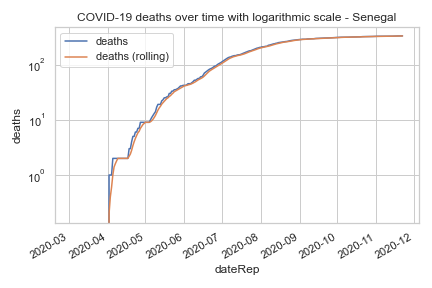 COVID-19 deaths over time with logarithmic scale - Senegal
deaths
deaths (rolling)
10²
10¹
10⁰
deaths
2020-03
2020-04
2020-05
2020-06
2020-07
2020-08
2020-09
2020-10
2020-11
2020-12
dateRep